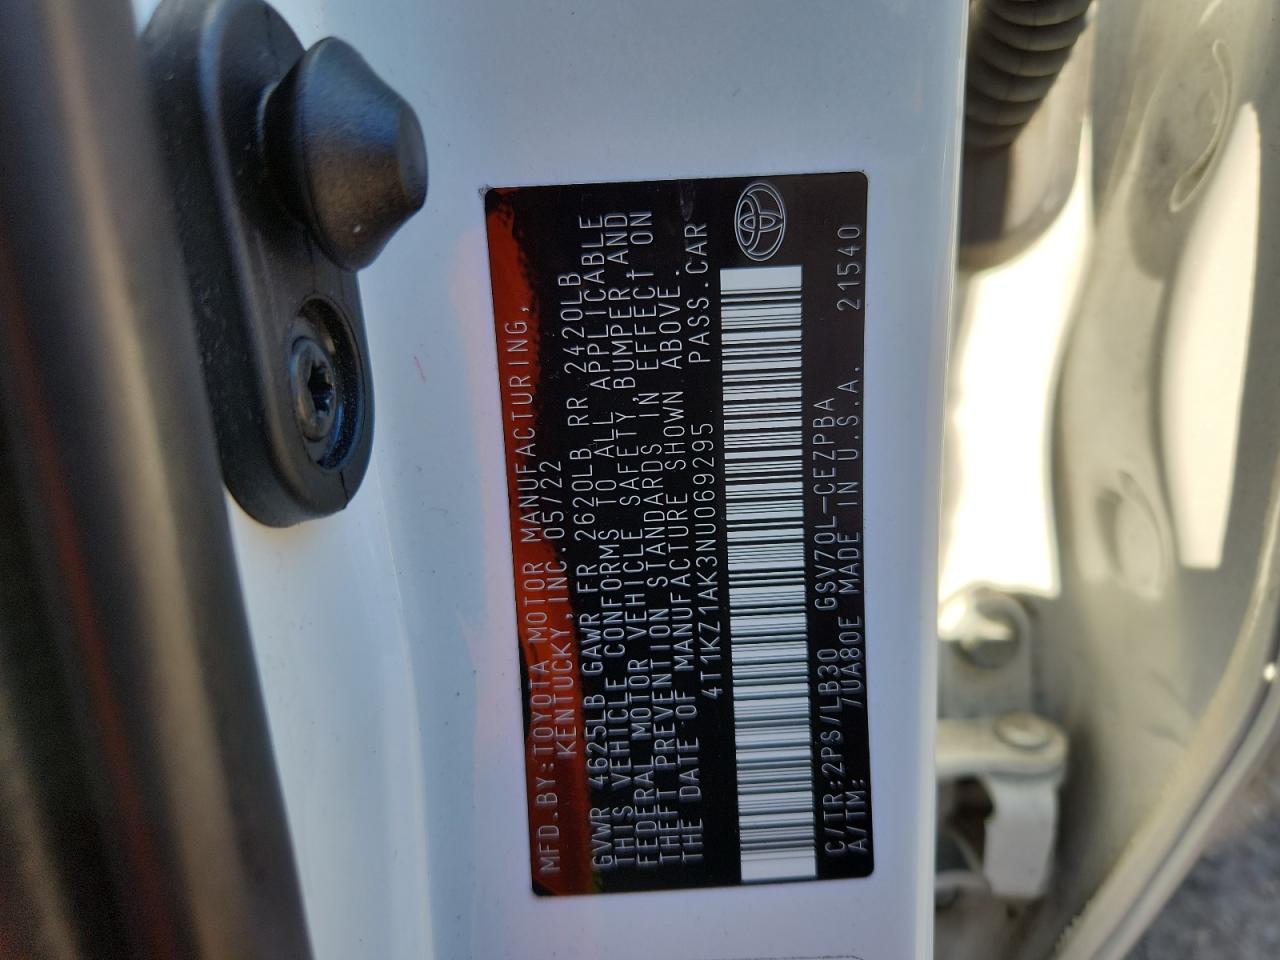 MFD.BY:TOYOTA MOTOR MANUFACTURING,
KENTUCKY,INC. 05/22
GVWR 4625LB GAWR FR 2620LB RR 2420LB
THIS VEHICLE CONFORMS TO ALL APPLICABLE
FEDERAL MOTOR VEHICLE SAFETY,BUMPER,AND
THEFT PREVENTION STANDARDS IN EFFECT ON
THE DATE OF MANUFACTURE SHOWN ABOVE.
4T1KZ1AK3NU069295 PASS.CAR
C/TR:2PS/LB30 GSV70L-CEZPBA
A/TM: /UA80E MADE IN U.S.A. 21540